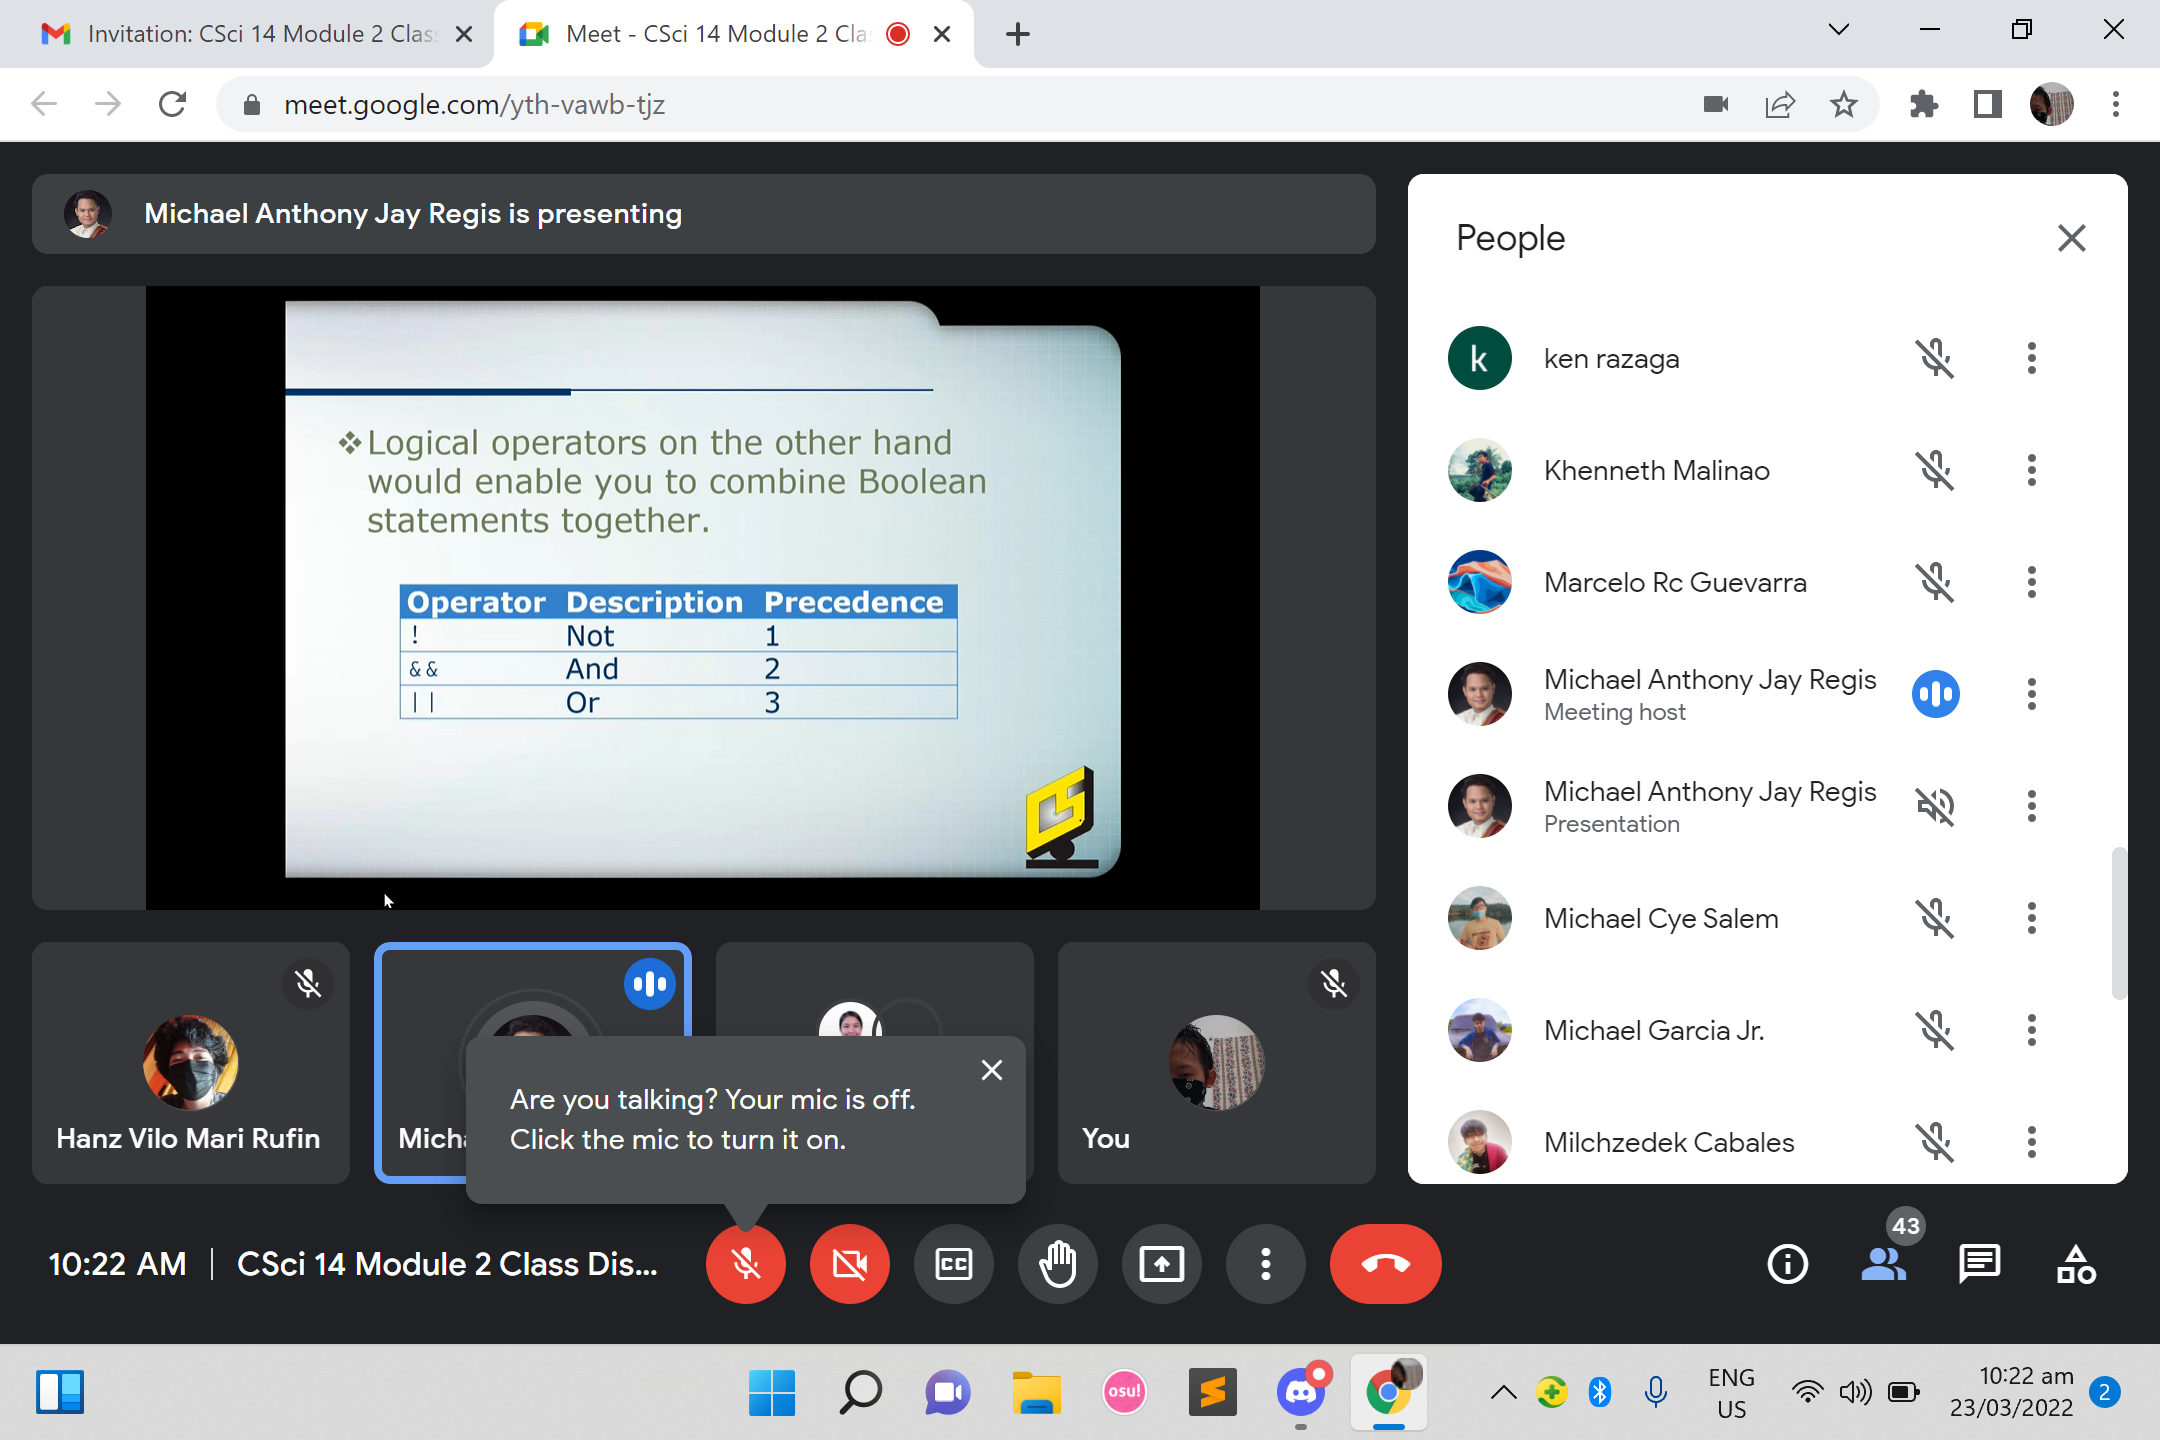 Invitation: CSci 14 Module 2 Clas
Meet - CSci 14 Module 2 Cla
meet.google.com/yth-vawb-tjz
Michael Anthony Jay Regis is presenting
Logical operators on the other hand
would enable you to combine Boolean
statements together.
Operator Description Precedence
! Not 1
&& And 2
|| Or 3
People
k ken razaga
Khenneth Malinao
Marcelo Rc Guevarra
Michael Anthony Jay Regis
Meeting host
Michael Anthony Jay Regis
Presentation
Michael Cye Salem
Michael Garcia Jr.
Milchzedek Cabales
Hanz Vilo Mari Rufin
Micha
You
Are you talking? Your mic is off.
Click the mic to turn it on.
10:22 AM | CSci 14 Module 2 Class Dis...
CC
43
osu!
ENG
US
10:22 am
23/03/2022
2